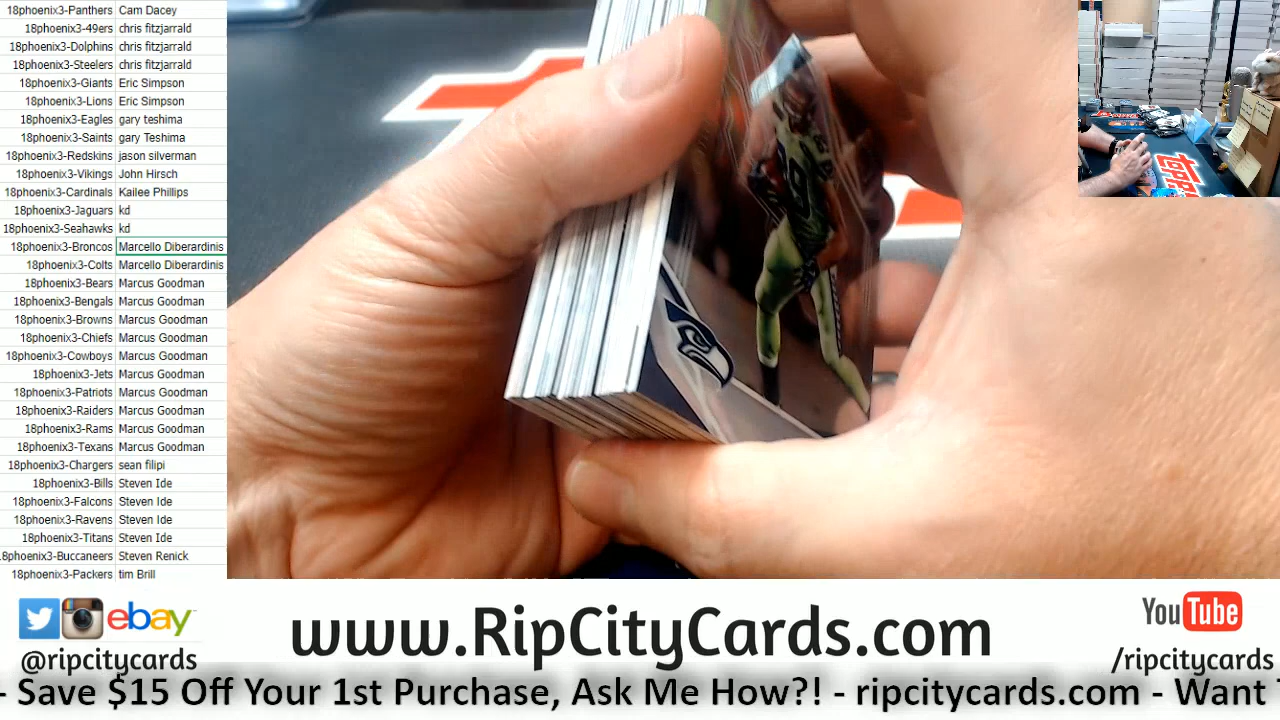 18phoenix3-Panthers Cam Dacey
18phoenix3-49ers chris fitzjarrald
18phoenix3-Dolphins chris fitzjarrald
18phoenix3-Steelers chris fitzjarrald
18phoenix3-Giants Eric Simpson
18phoenix3-Lions Eric Simpson
18phoenix3-Eagles gary teshima
18phoenix3-Saints gary Teshima
18phoenix3-Redskins jason silverman
18phoenix3-Vikings John Hirsch
18phoenix3-Cardinals Kailee Phillips
18phoenix3-Jaguars kd
18phoenix3-Seahawks kd
18phoenix3-Broncos Marcello Diberardinis
18phoenix3-Colts Marcello Diberardinis
18phoenix3-Bears Marcus Goodman
18phoenix3-Bengals Marcus Goodman
18phoenix3-Browns Marcus Goodman
18phoenix3-Chiefs Marcus Goodman
18phoenix3-Cowboys Marcus Goodman
18phoenix3-Jets Marcus Goodman
18phoenix3-Patriots Marcus Goodman
18phoenix3-Raiders Marcus Goodman
18phoenix3-Rams Marcus Goodman
18phoenix3-Texans Marcus Goodman
18phoenix3-Chargers sean filipi
18phoenix3-Bills Steven Ide
18phoenix3-Falcons Steven Ide
18phoenix3-Ravens Steven Ide
18phoenix3-Titans Steven Ide
8phoenix3-Buccaneers Steven Renick
18phoenix3-Packers tim Brill
topps
ebay
@ripcitycards
www.RipCityCards.com
YouTube
/ripcitycards
- Save $15 Off Your 1st Purchase, Ask Me How?! - ripcitycards.com - Want